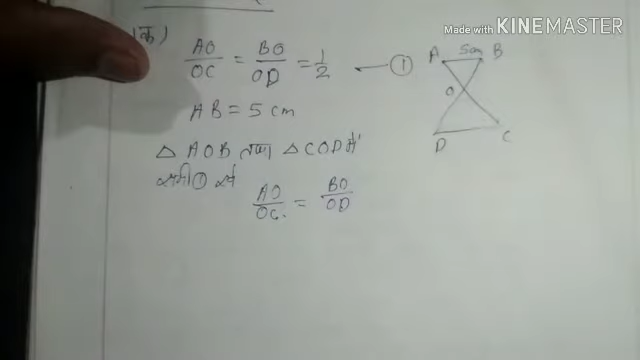 Made with KINEMASTER
(क)
AO/OC = BO/OD = 1/2 ← ①
AB = 5 cm
△ AOB तथा △ COD में
समी① से
AO/OC. = BO/OD
A 5cm B
O
D C